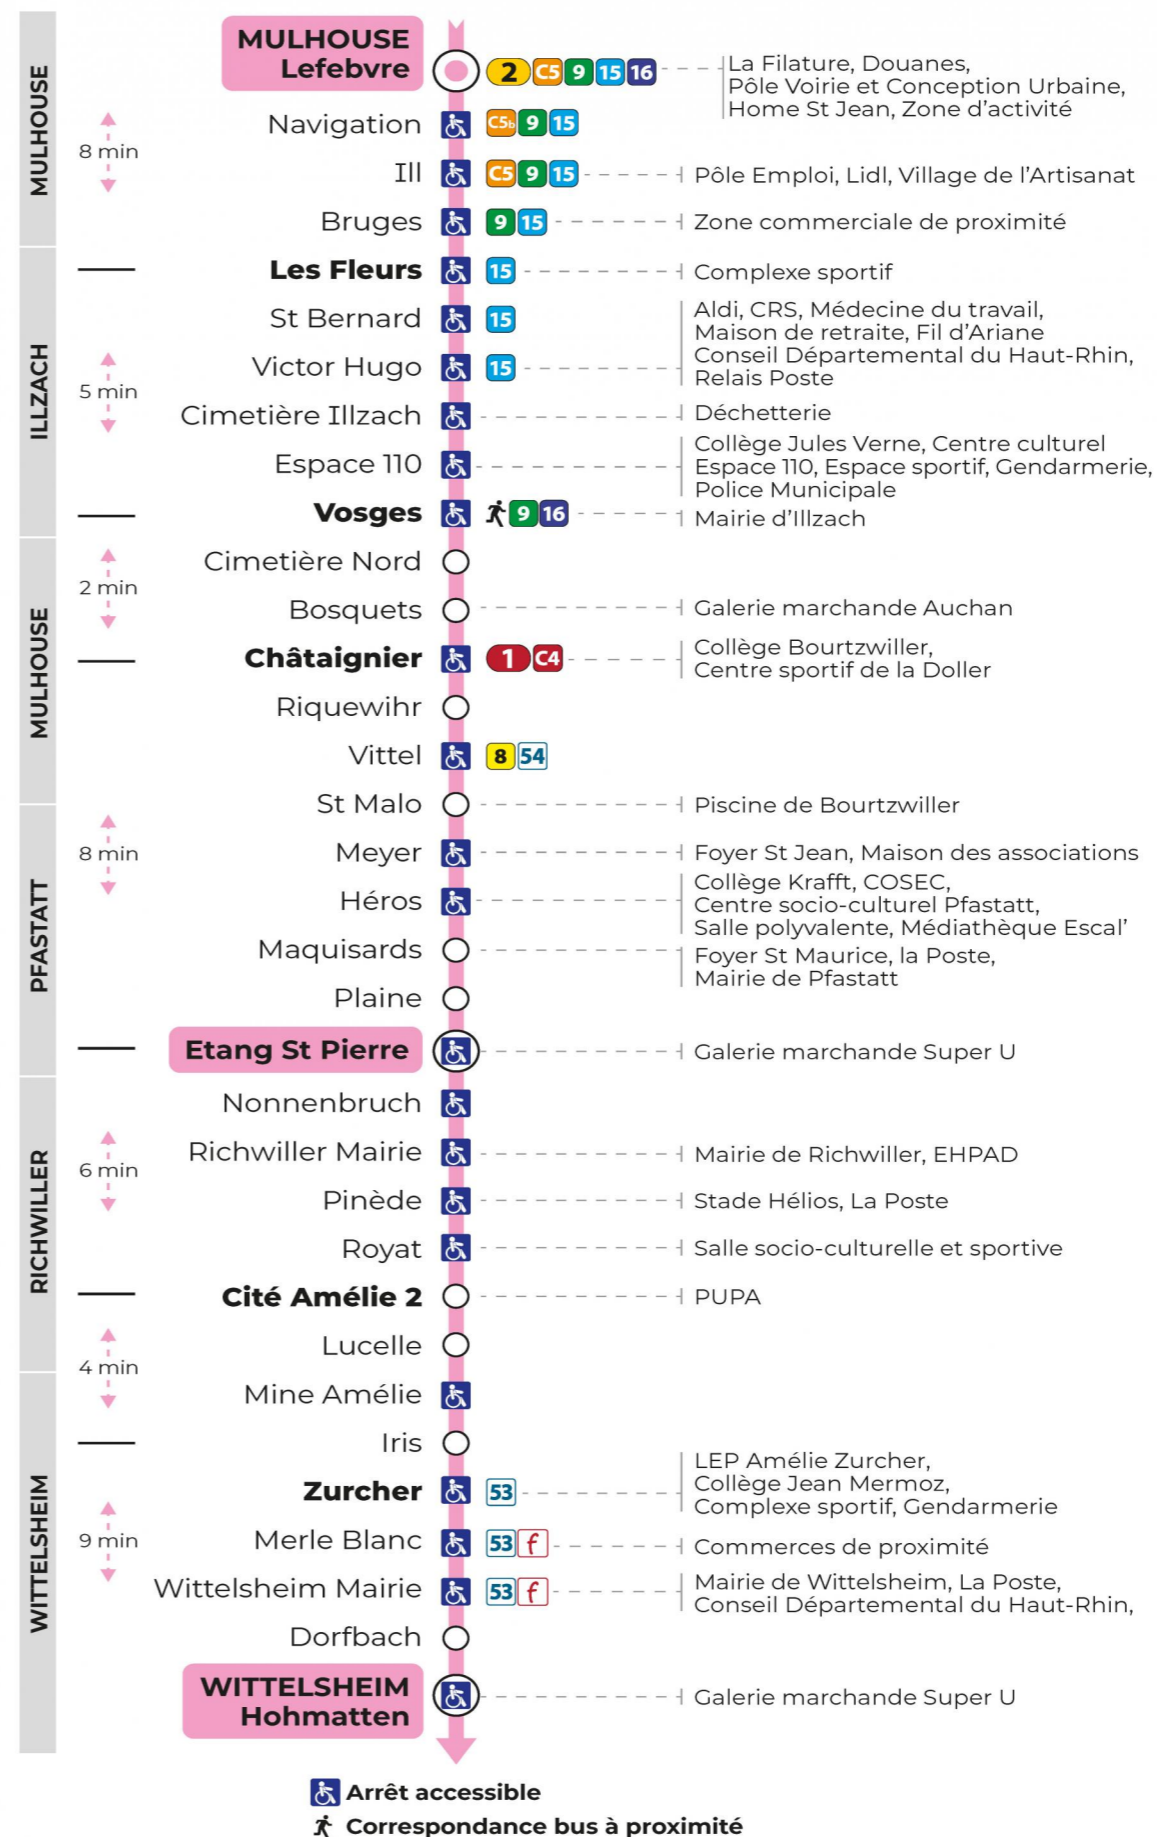 MULHOUSE
MULHOUSE
Lefebvre
2 C5 9 15 16
La Filature, Douanes,
Pôle Voirie et Conception Urbaine,
Home St Jean, Zone d'activité
8 min
Navigation
C5b 9 15
Ill
C5 9 15
Pôle Emploi, Lidl, Village de l'Artisanat
Bruges
9 15
Zone commerciale de proximité
ILLZACH
Les Fleurs
15
Complexe sportif
St Bernard
15
Aldi, CRS, Médecine du travail,
Maison de retraite, Fil d'Ariane
5 min
Victor Hugo
15
Conseil Départemental du Haut-Rhin,
Relais Poste
Cimetière Illzach
Déchetterie
Espace 110
Collège Jules Verne, Centre culturel
Espace 110, Espace sportif, Gendarmerie,
Police Municipale
Vosges
9 16
Mairie d'Illzach
MULHOUSE
2 min
Cimetière Nord
Bosquets
Galerie marchande Auchan
Châtaignier
1 C4
Collège Bourtzwiller,
Centre sportif de la Doller
Riquewihr
Vittel
8 54
PFASTATT
8 min
St Malo
Piscine de Bourtzwiller
Meyer
Foyer St Jean, Maison des associations
Héros
Collège Krafft, COSEC,
Centre socio-culturel Pfastatt,
Salle polyvalente, Médiathèque Escal'
Maquisards
Foyer St Maurice, la Poste,
Mairie de Pfastatt
Plaine
Etang St Pierre
Galerie marchande Super U
RICHWILLER
Nonnenbruch
6 min
Richwiller Mairie
Mairie de Richwiller, EHPAD
Pinède
Stade Hélios, La Poste
Royat
Salle socio-culturelle et sportive
Cité Amélie 2
PUPA
4 min
Lucelle
WITTELSHEIM
Mine Amélie
Iris
Zurcher
53
LEP Amélie Zurcher,
Collège Jean Mermoz,
Complexe sportif, Gendarmerie
9 min
Merle Blanc
53 f
Commerces de proximité
Wittelsheim Mairie
53 f
Mairie de Wittelsheim, La Poste,
Conseil Départemental du Haut-Rhin,
Dorfbach
WITTELSHEIM
Hohmatten
Galerie marchande Super U
Arrêt accessible
Correspondance bus à proximité